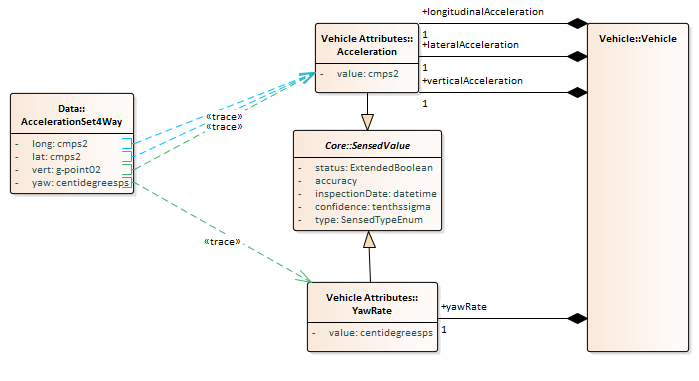 +longitudinalAcceleration
1
+lateralAcceleration
1
+verticalAcceleration
1
Vehicle Attributes::
Acceleration
- value: cmps2
Vehicle::Vehicle
Data::
AccelerationSet4Way
- long: cmps2
- lat: cmps2
- vert: g-point02
- yaw: centidegreesps
«trace»
«trace»
Core::SensedValue
- status: ExtendedBoolean
- accuracy
- inspectionDate: datetime
- confidence: tenthssigma
- type: SensedTypeEnum
«trace»
Vehicle Attributes::
YawRate
- value: centidegreesps
+yawRate
1